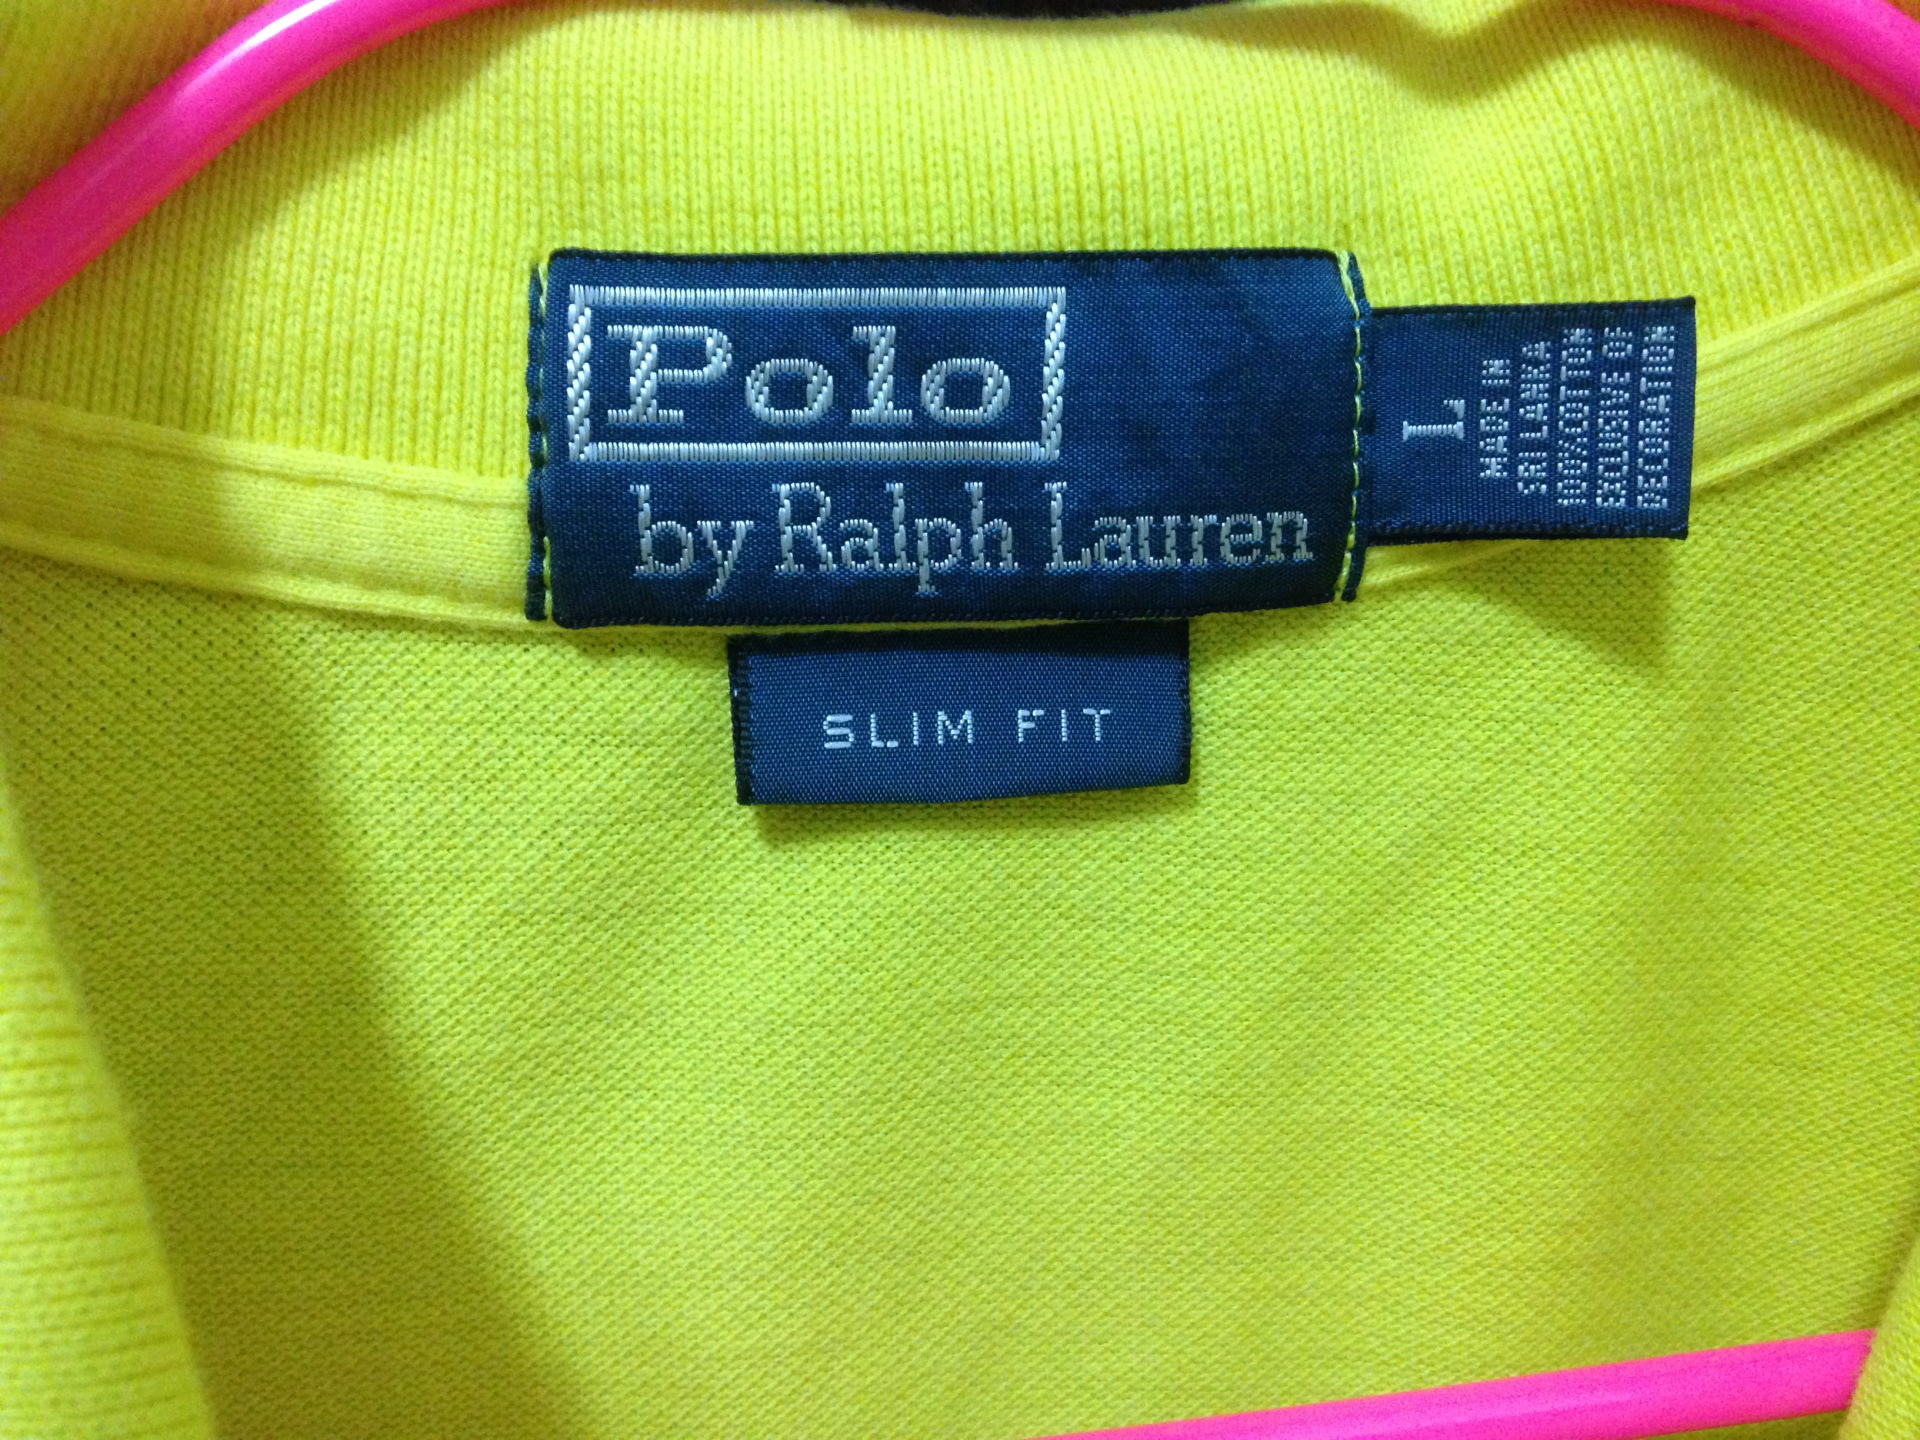 Polo
by Ralph Lauren
SLIM FIT
L
MADE IN
SRI LANKA
100%COTTON
EXCLUSIVE OF
DECORATION